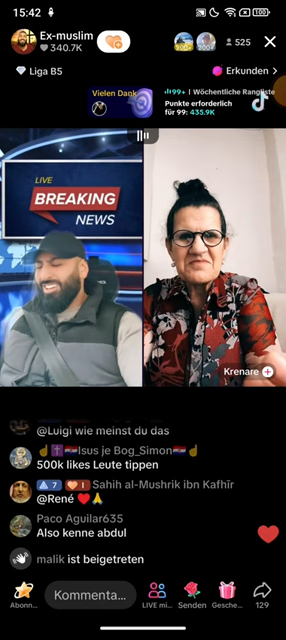 15:42
100
Ex-muslim
340.7K
200+
200+
525
Liga B5
Erkunden >
Vielen Dank
99+ | Wöchentliche Rangliste
Punkte erforderlich
für 99: 435.9K
LIVE
BREAKING
NEWS
Krenare
@Luigi wie meinst du das
☝️✝️🇭🇷Isus je Bog_Simon🇭🇷☝️
500k likes Leute tippen
7 1 Sahih al-Mushrik ibn Kafhīr
@René ❤️🙏
Paco Aguilar635
Also kenne abdul
malik ist beigetreten
Abonn...
Kommenta...
LIVE mi...
Senden
Gesche...
129